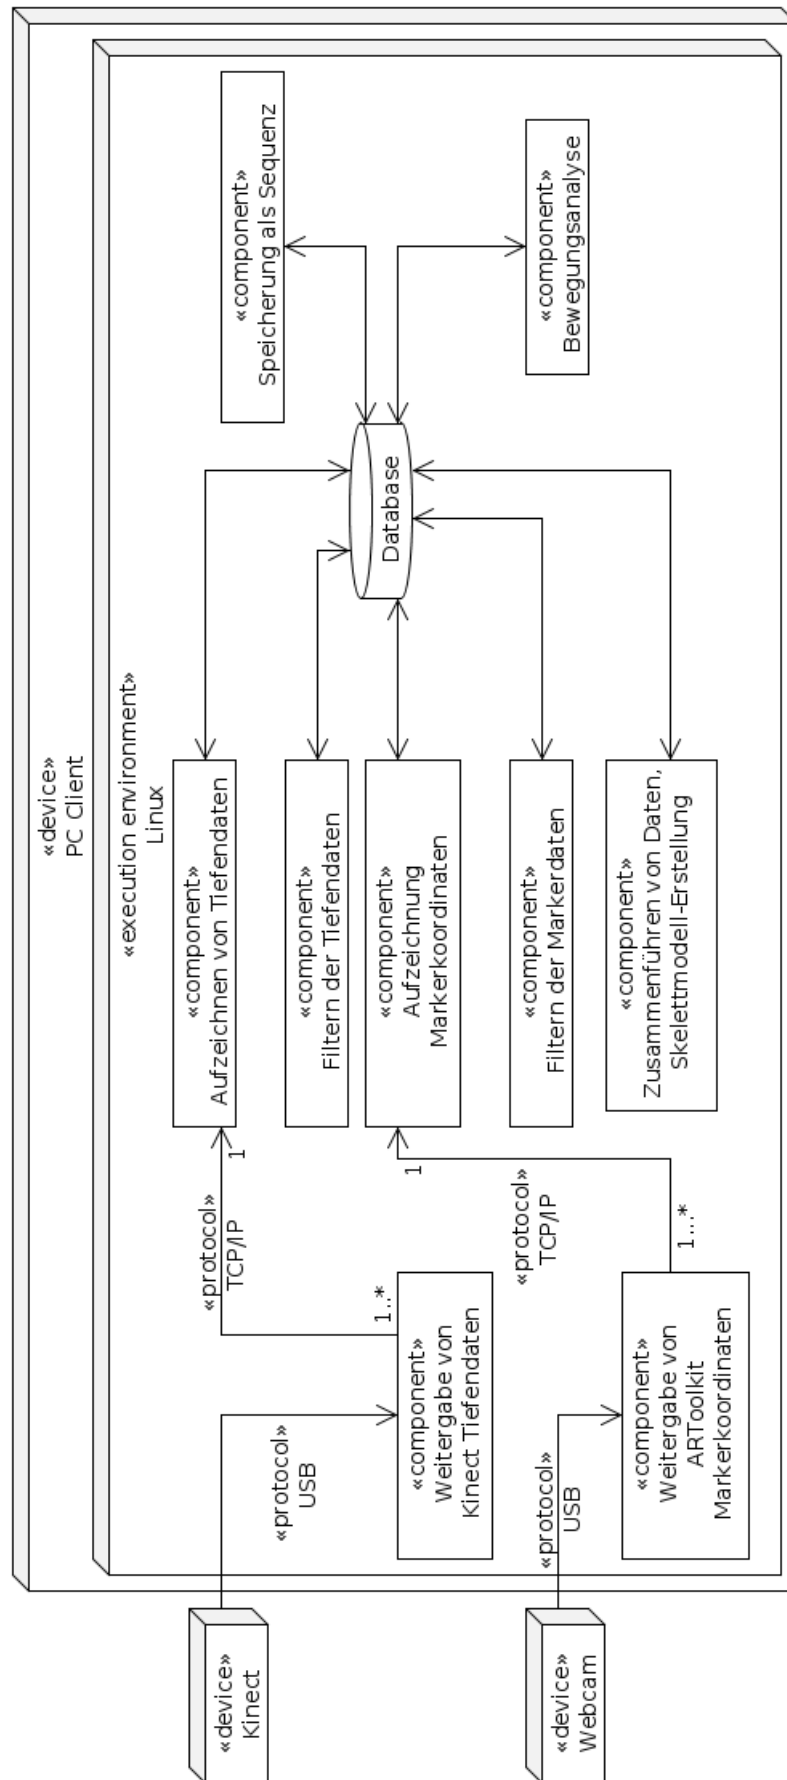 «device»
PC Client
«execution environment»
Linux
«device»
Kinect
«protocol»
USB
«component»
Weitergabe von
Kinect Tiefendaten
1..*
«protocol»
TCP/IP
1
«component»
Aufzeichnen von Tiefendaten
«component»
Filtern der Tiefendaten
«component»
Aufzeichnung
Markerkoordinaten
«device»
Webcam
«protocol»
USB
«component»
Weitergabe von
ARToolkit
Markerkoordinaten
1...*
«protocol»
TCP/IP
1
«component»
Filtern der Markerdaten
«component»
Zusammenführen von Daten,
Skelettmodell-Erstellung
Database
«component»
Speicherung als Sequenz
«component»
Bewegungsanalyse